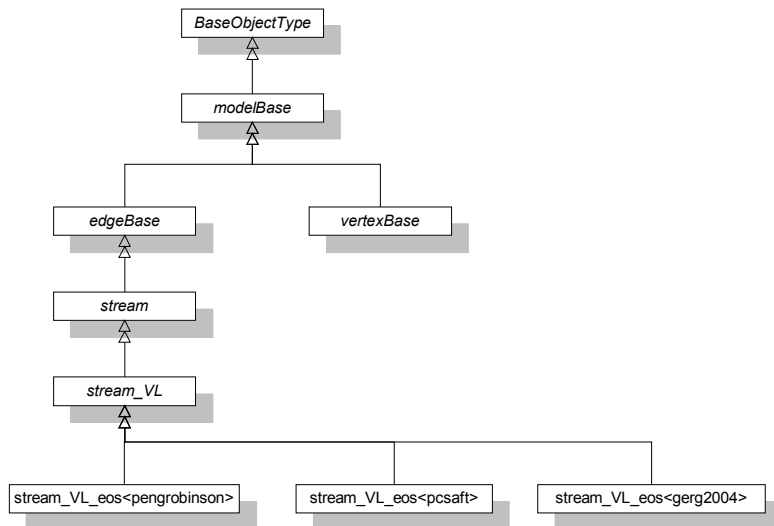 BaseObjectType
modelBase
edgeBase
vertexBase
stream
stream_VL
stream_VL_eos<pengrobinson>
stream_VL_eos<pcsaft>
stream_VL_eos<gerg2004>